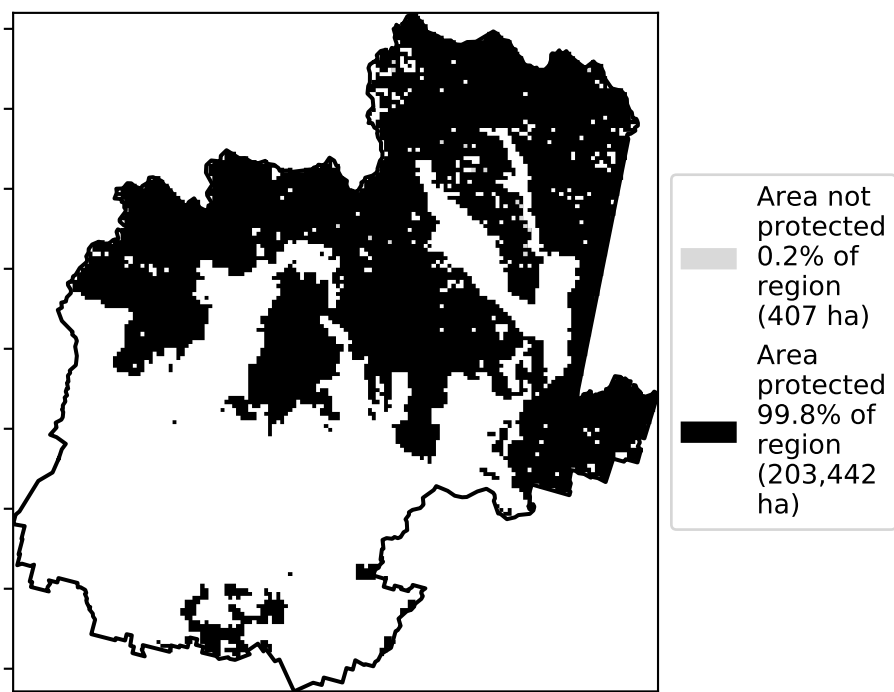 Area not
protected
0.2% of
region
(407 ha)
Area
protected
99.8% of
region
(203,442
ha)